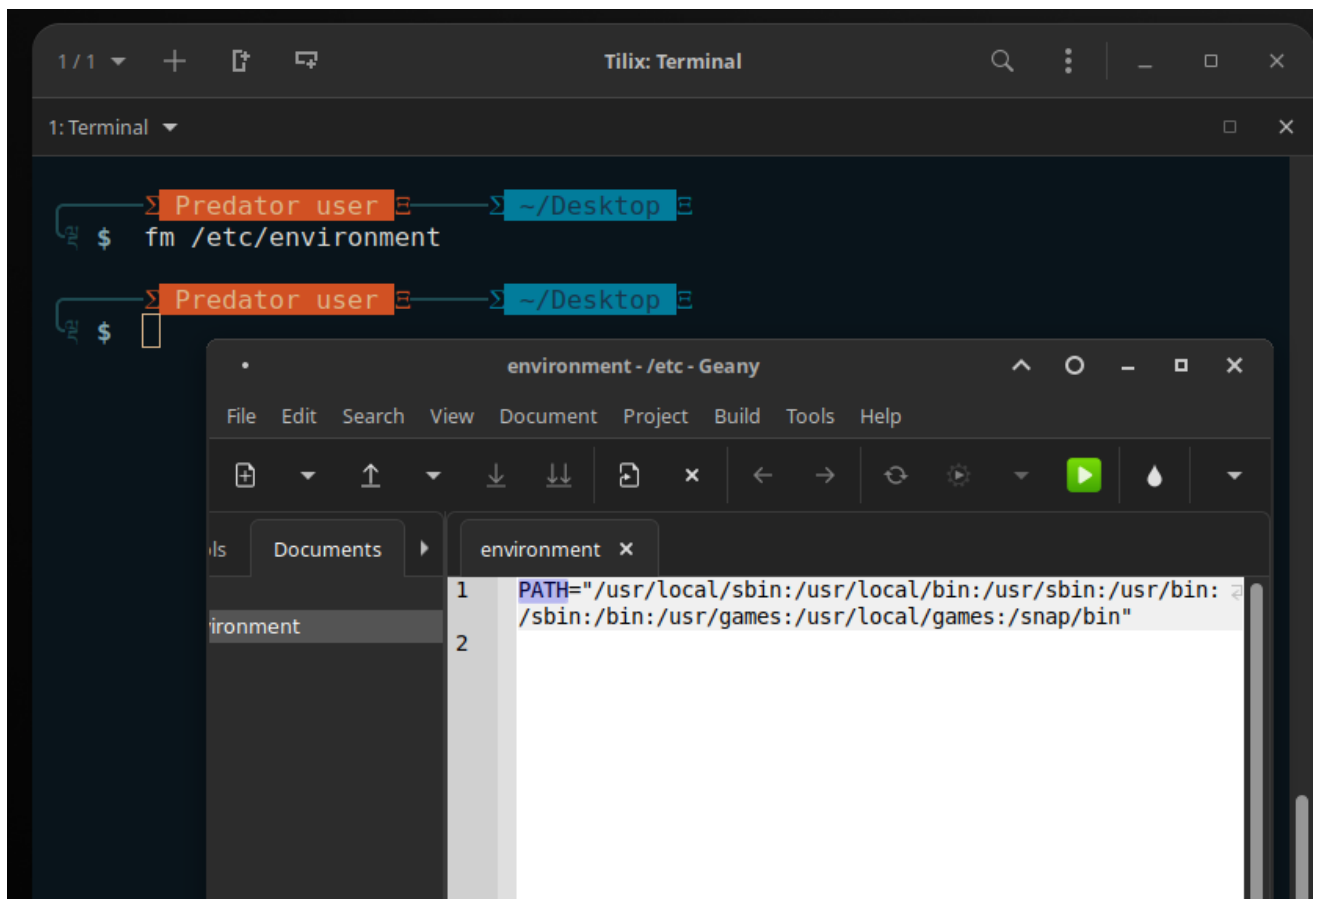 1 / 1
Tilix: Terminal
1: Terminal
Σ Predator user Ξ Σ ~/Desktop Ξ
$ fm /etc/environment
Σ Predator user Ξ Σ ~/Desktop Ξ
$
environment - /etc - Geany
File Edit Search View Document Project Build Tools Help
Documents
environment
1 PATH="/usr/local/sbin:/usr/local/bin:/usr/sbin:/usr/bin:
/sbin:/bin:/usr/games:/usr/local/games:/snap/bin"
ironment
2